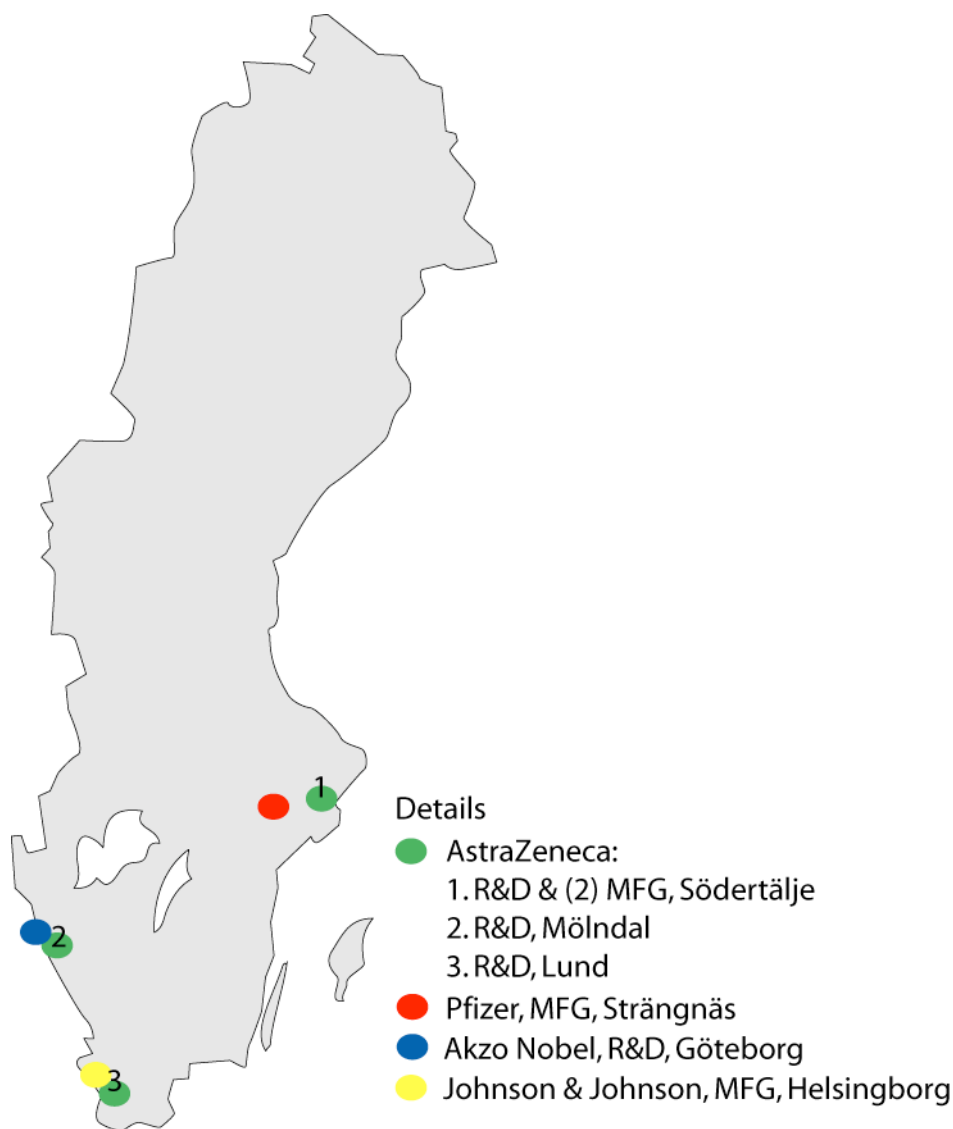 1
Details
AstraZeneca:
1. R&D & (2) MFG, Södertälje
2
2. R&D, Mölndal
3. R&D, Lund
Pfizer, MFG, Strängnäs
Akzo Nobel, R&D, Göteborg
3
Johnson & Johnson, MFG, Helsingborg